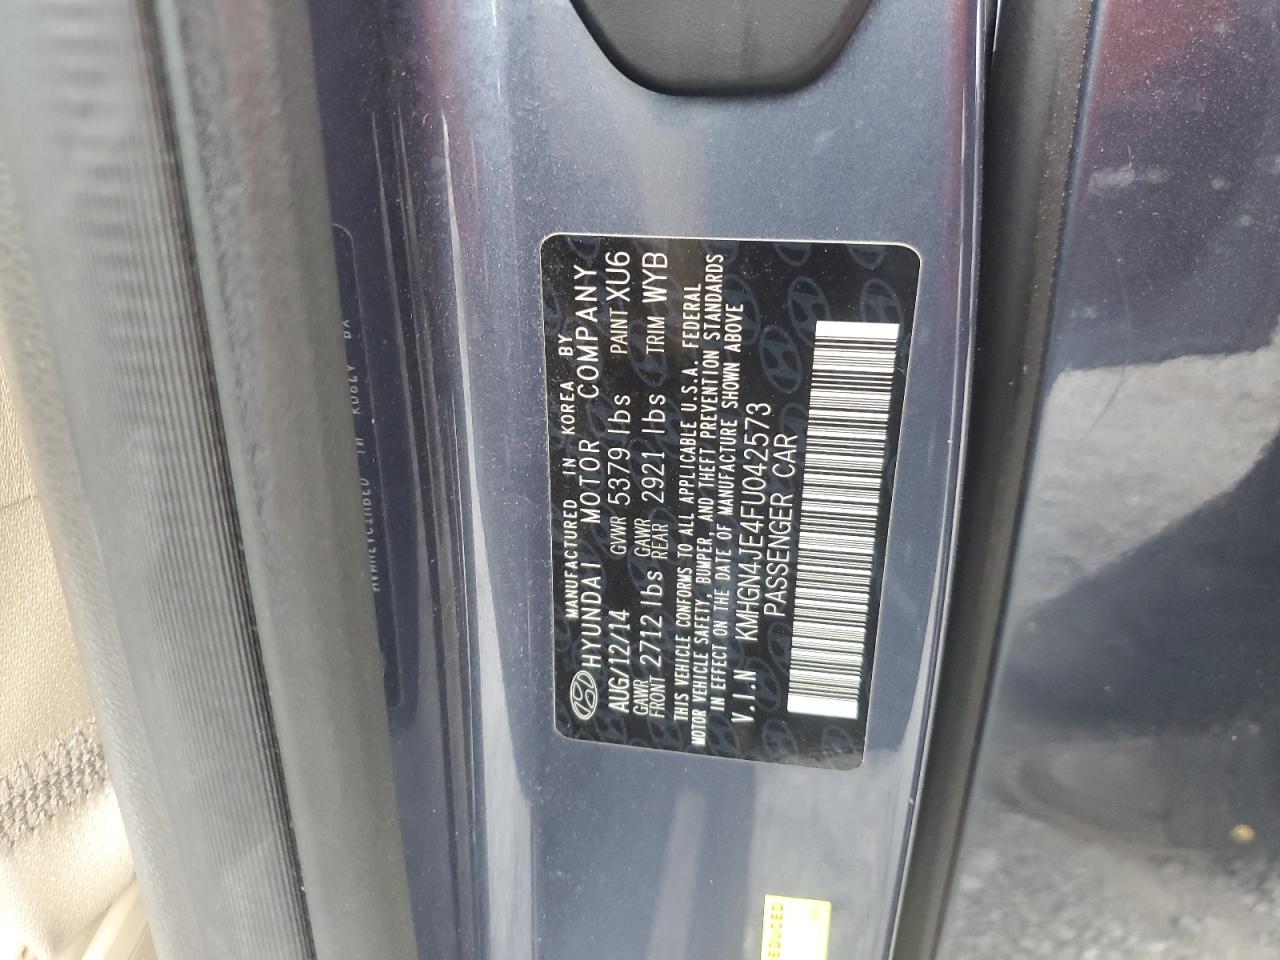 MANUFACTURED IN KOREA BY
HYUNDAI MOTOR COMPANY
AUG/12/14 GVWR 5379 lbs PAINT XU6
GAWR FRONT 2712 lbs GAWR REAR 2921 lbs TRIM WYB
THIS VEHICLE CONFORMS TO ALL APPLICABLE U.S.A. FEDERAL
MOTOR VEHICLE SAFETY, BUMPER, AND THEFT PREVENTION STANDARDS
IN EFFECT ON THE DATE OF MANUFACTURE SHOWN ABOVE
V.I.N KMHGN4JE4FU042573
PASSENGER CAR